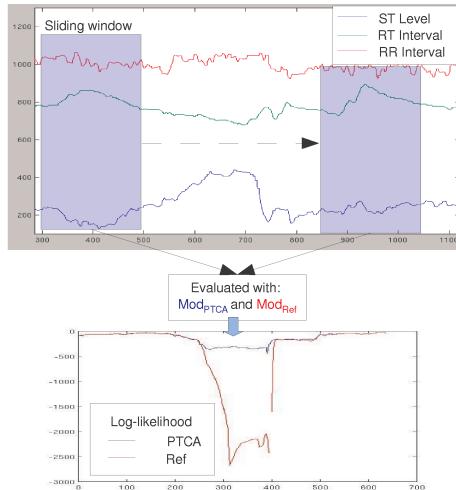 Sliding window
ST Level
RT Interval
RR Interval
1200
1000
800
600
400
200
300 400 500 600 700 800 900 1000 1100
Evaluated with:
ModPTCA and ModRef
0
-500
-1000
-1500
-2000
-2500
-3000
Log-likelihood
PTCA
Ref
0 100 200 300 400 500 600 700